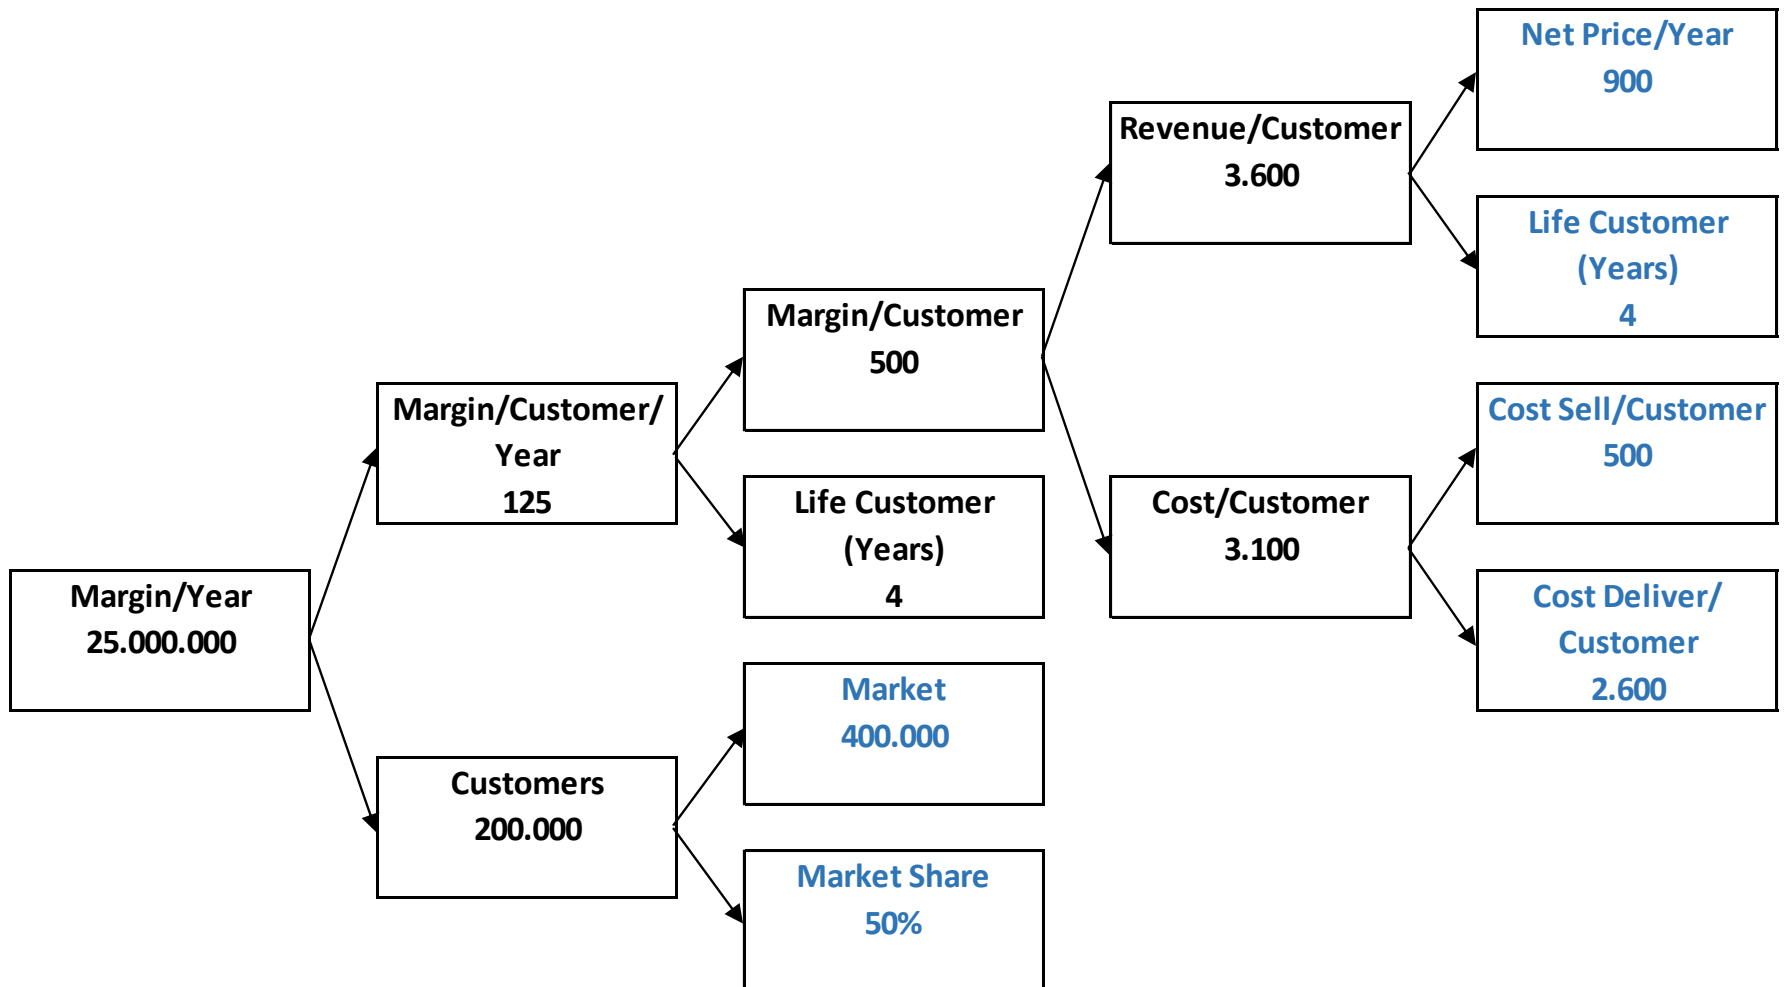 Net Price/Year
900
Revenue/Customer
3.600
Life Customer
(Years)
4
Margin/Customer
500
Margin/Customer/
Year
125
Cost Sell/Customer
500
Life Customer
(Years)
4
Cost/Customer
3.100
Margin/Year
25.000.000
Cost Deliver/
Customer
2.600
Market
400.000
Customers
200.000
Market Share
50%